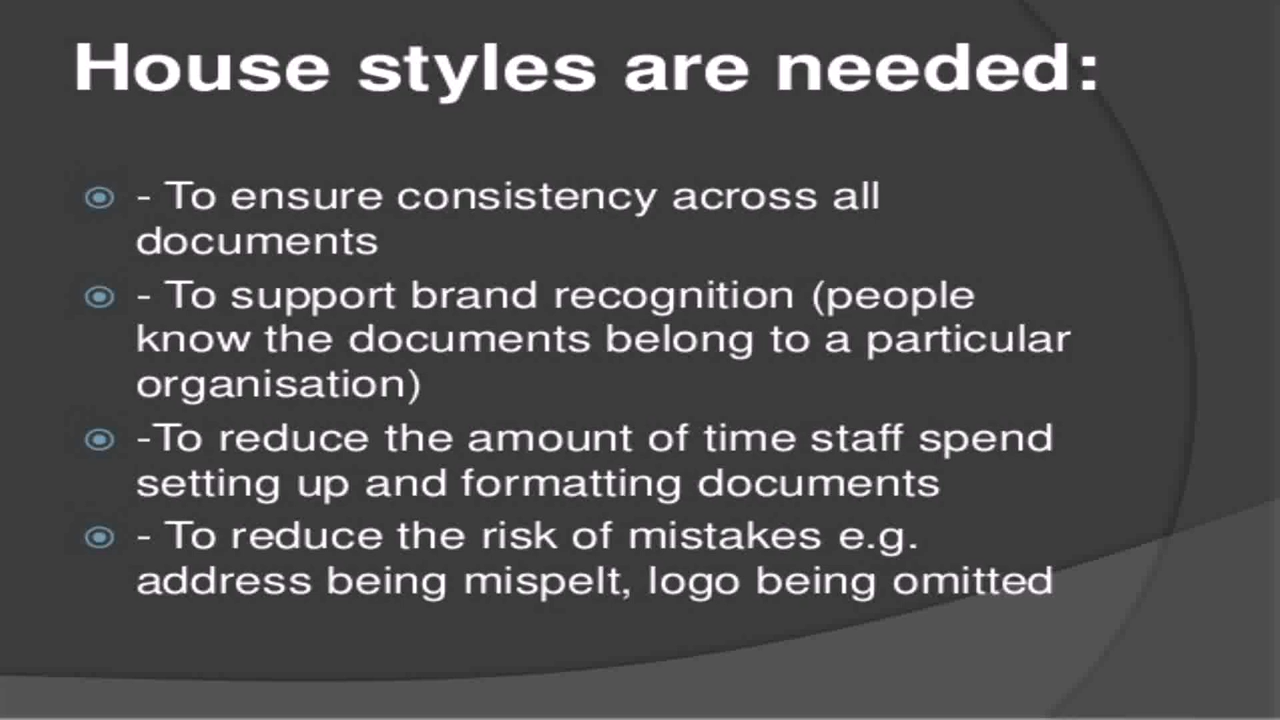 House styles are needed:
- To ensure consistency across all
documents
- To support brand recognition (people
know the documents belong to a particular
organisation)
-To reduce the amount of time staff spend
setting up and formatting documents
- To reduce the risk of mistakes e.g.
address being mispelt, logo being omitted